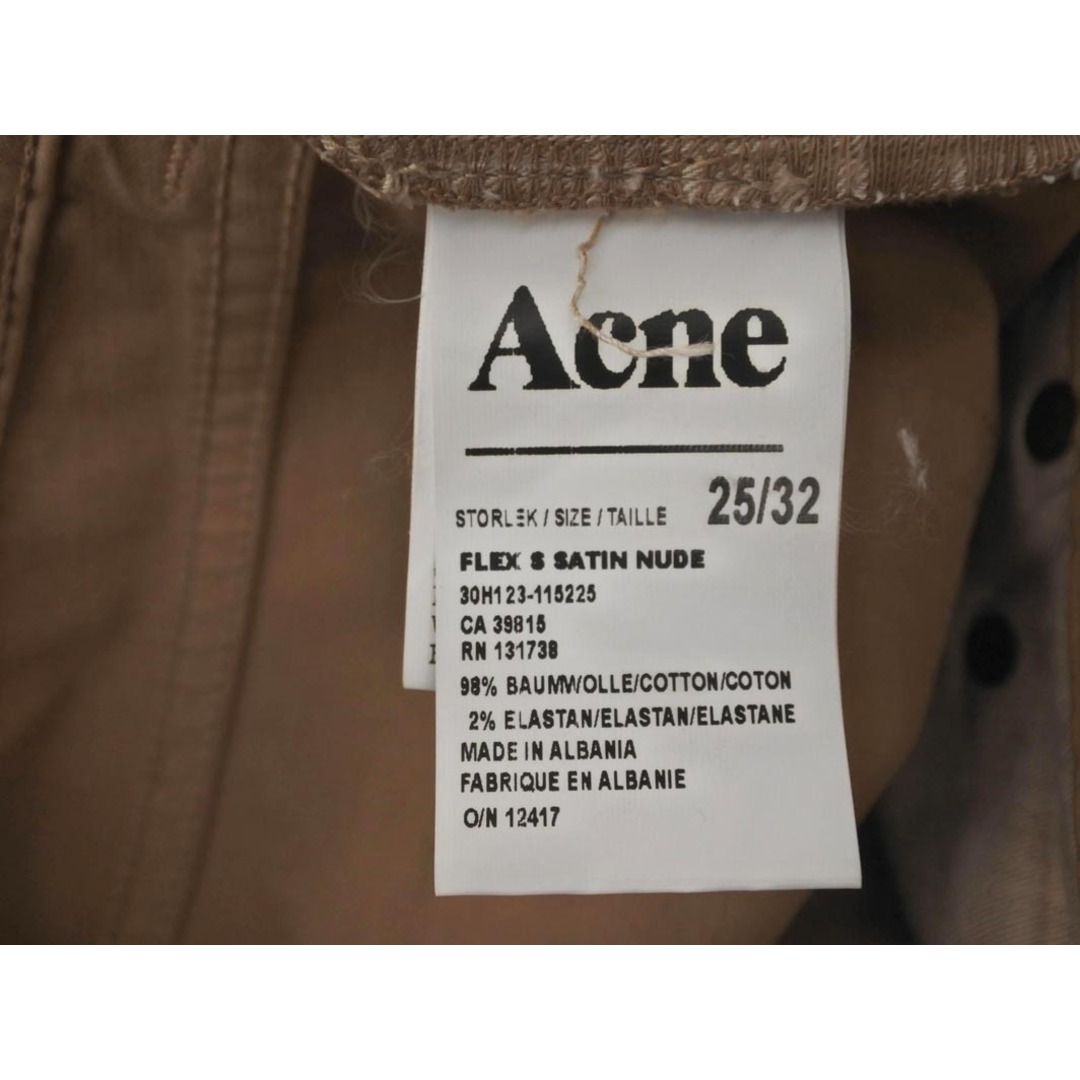 Acne
STORLEK / SIZE / TAILLE 25/32
FLEX S SATIN NUDE
30H123-115225
CA 39815
RN 131738
98% BAUMWOLLE/COTTON/COTON
2% ELASTAN/ELASTAN/ELASTANE
MADE IN ALBANIA
FABRIQUE EN ALBANIE
O/N 12417